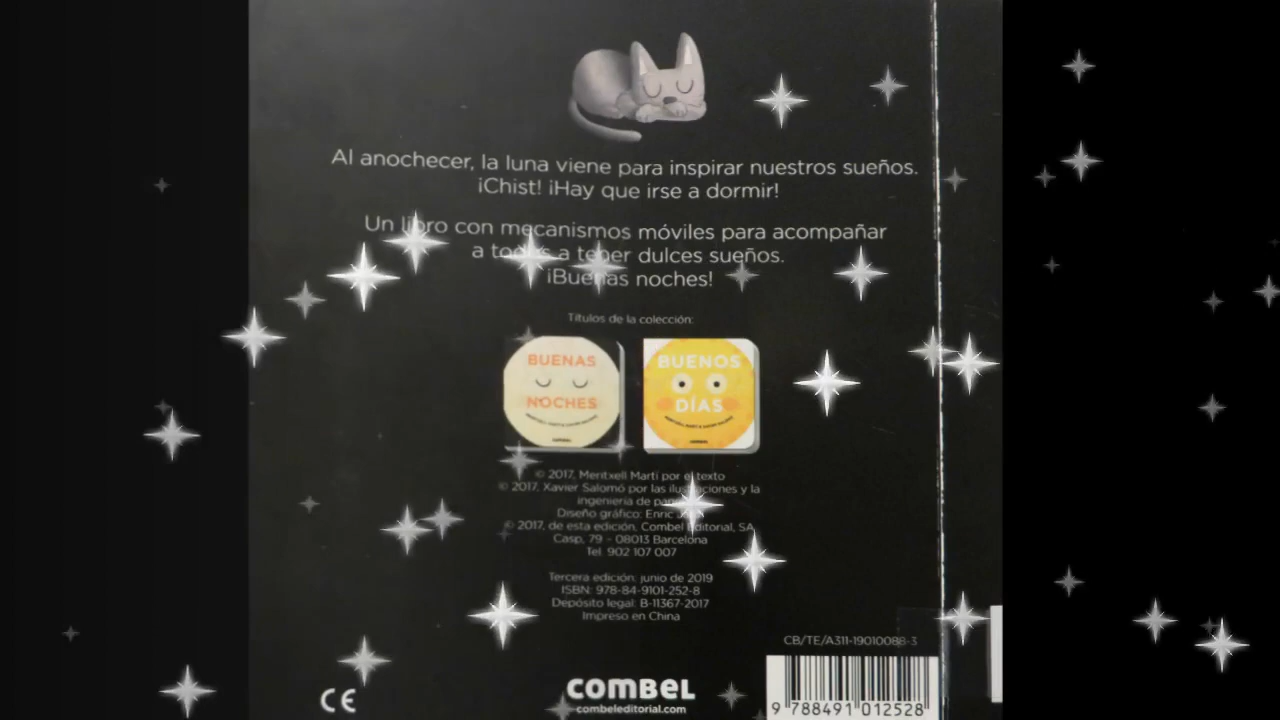 Al anochecer, la luna viene para inspirar nuestros sueños.
¡Chist! ¡Hay que irse a dormir!
Un libro con mecanismos móviles para acompañar
a todos a tener dulces sueños.
¡Buenas noches!
Títulos de la colección:
BUENAS
NOCHES
BUENOS
DÍAS
COMBEL
COMBEL
© 2017, Meritxell Martí por el texto
© 2017, Xavier Salomó por las ilustraciones y la
ingeniería de papel
Diseño gráfico: Enric
© 2017, de esta edición, Combel Editorial, SA
Casp, 79 – 08013 Barcelona
Tel. 902 107 007
Tercera edición: junio de 2019
ISBN: 978-84-9101-252-8
Depósito legal: B-11367-2017
Impreso en China
CB/TE/A311-19010088-3
CE
combel
combeleditorial.com
9 788491 012528